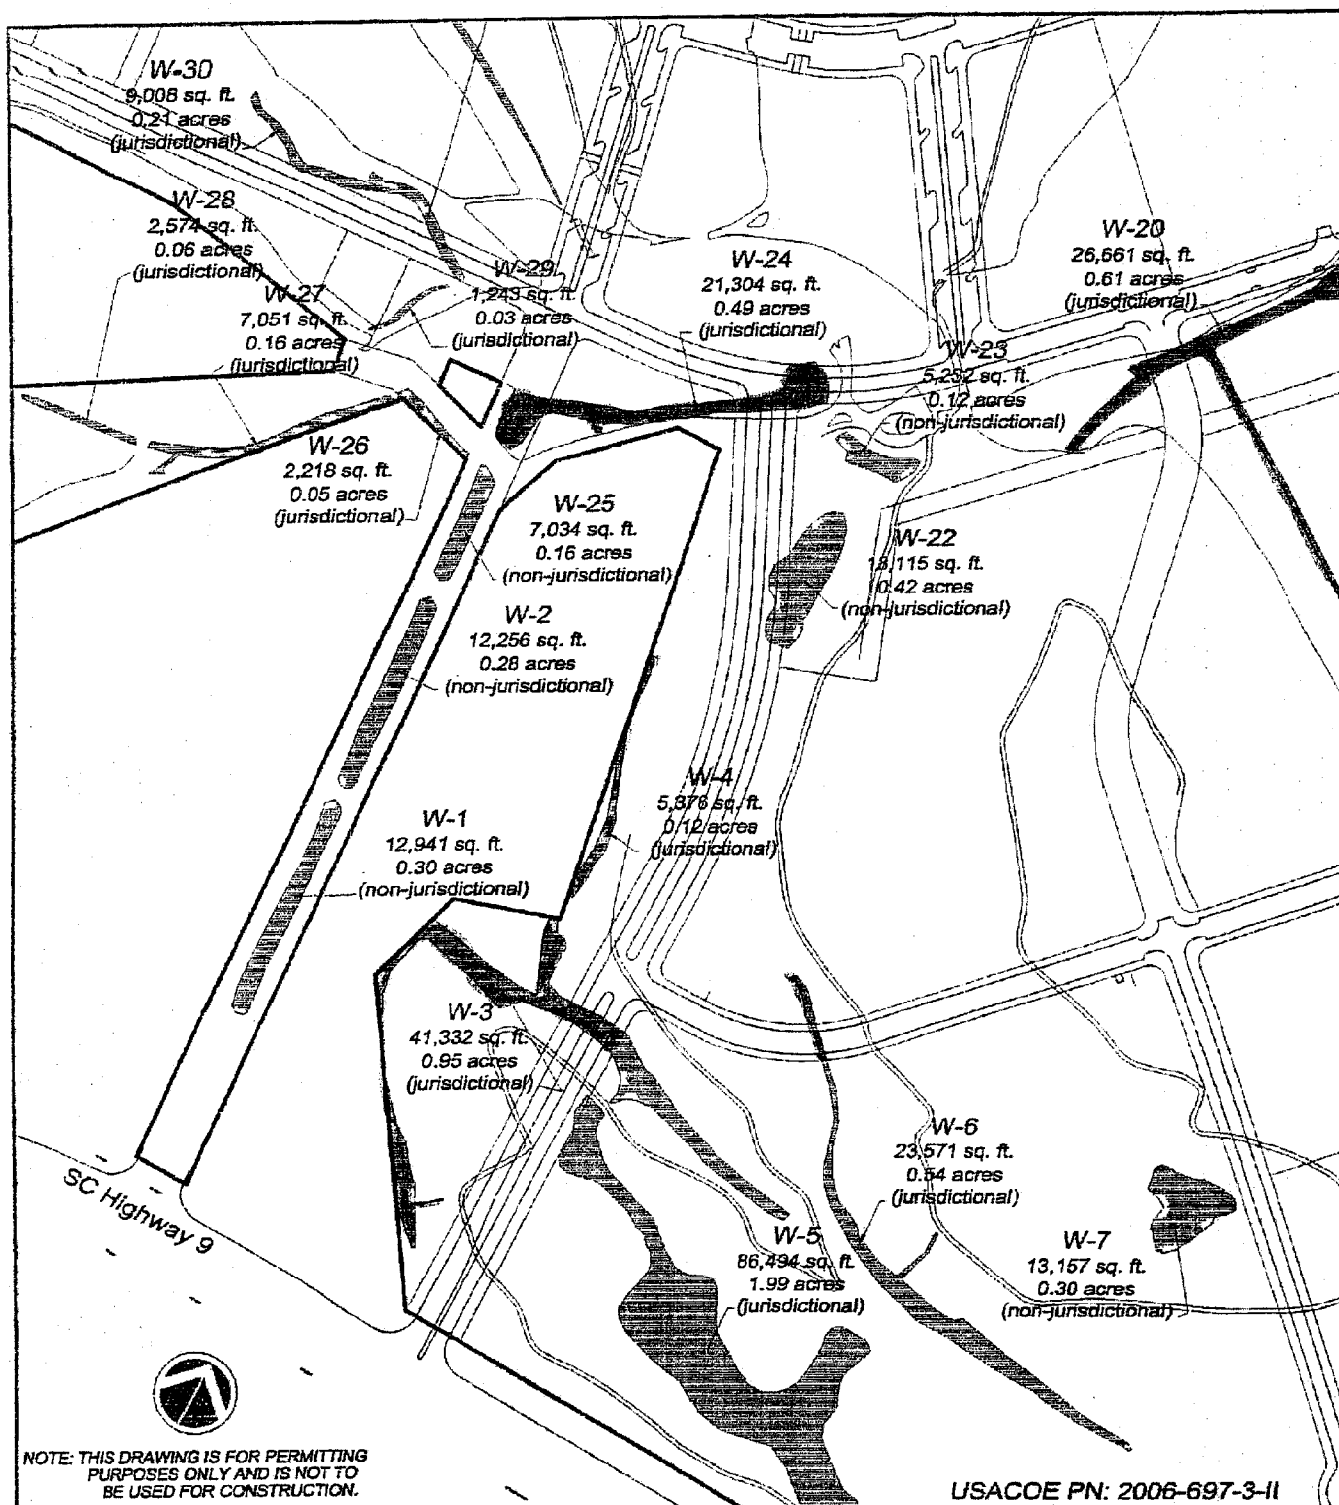 W-30
9,008 sq. ft.
0.21 acres
(jurisdictional)
W-28
2,574 sq. ft.
0.06 acres
(jurisdictional)
W-27
7,051 sq. ft.
0.16 acres
(jurisdictional)
W-29
1,243 sq. ft.
0.03 acres
(jurisdictional)
W-24
21,304 sq. ft.
0.49 acres
(jurisdictional)
W-20
26,661 sq. ft.
0.61 acres
(jurisdictional)
W-23
5,232 sq. ft.
0.12 acres
(non-jurisdictional)
W-26
2,218 sq. ft.
0.05 acres
(jurisdictional)
W-25
7,034 sq. ft.
0.16 acres
(non-jurisdictional)
W-22
sq. ft.
0.42 acres
(non-jurisdictional)
W-2
12,256 sq. ft.
0.28 acres
(non-jurisdictional)
W-4
5,376 sq. ft.
0.12 acres
(jurisdictional)
W-1
12,941 sq. ft.
0.30 acres
(non-jurisdictional)
W-3
41,332 sq. ft.
0.95 acres
(jurisdictional)
W-6
23,571 sq. ft.
0.54 acres
(jurisdictional)
W-5
86,494 sq. ft.
1.99 acres
(jurisdictional)
W-7
13,157 sq. ft.
0.30 acres
(non-jurisdictional)
SC Highway 9
NOTE: THIS DRAWING IS FOR PERMITTING
PURPOSES ONLY AND IS NOT TO
BE USED FOR CONSTRUCTION.
USACOE PN: 2006-697-3-II